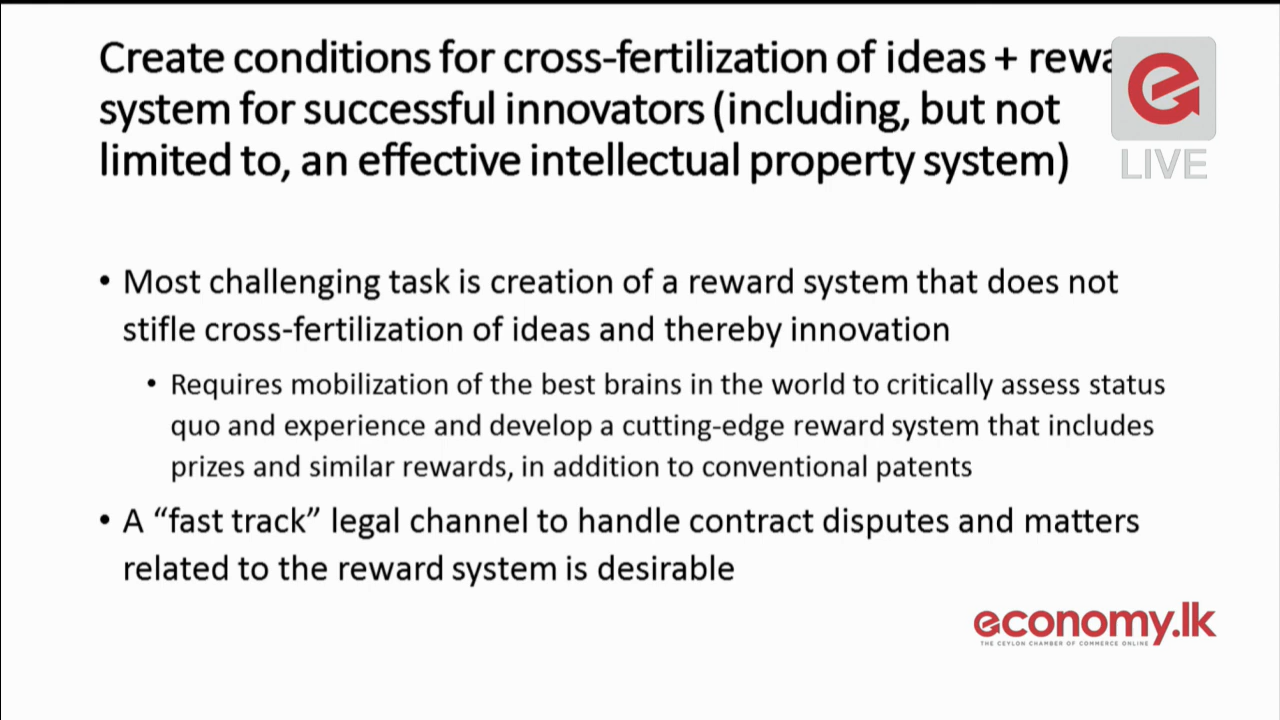 Create conditions for cross-fertilization of ideas + rewa
system for successful innovators (including, but not
limited to, an effective intellectual property system)
LIVE
• Most challenging task is creation of a reward system that does not
stifle cross-fertilization of ideas and thereby innovation
• Requires mobilization of the best brains in the world to critically assess status
quo and experience and develop a cutting-edge reward system that includes
prizes and similar rewards, in addition to conventional patents
• A “fast track” legal channel to handle contract disputes and matters
related to the reward system is desirable
economy.lk
THE CEYLON CHAMBER OF COMMERCE ONLINE